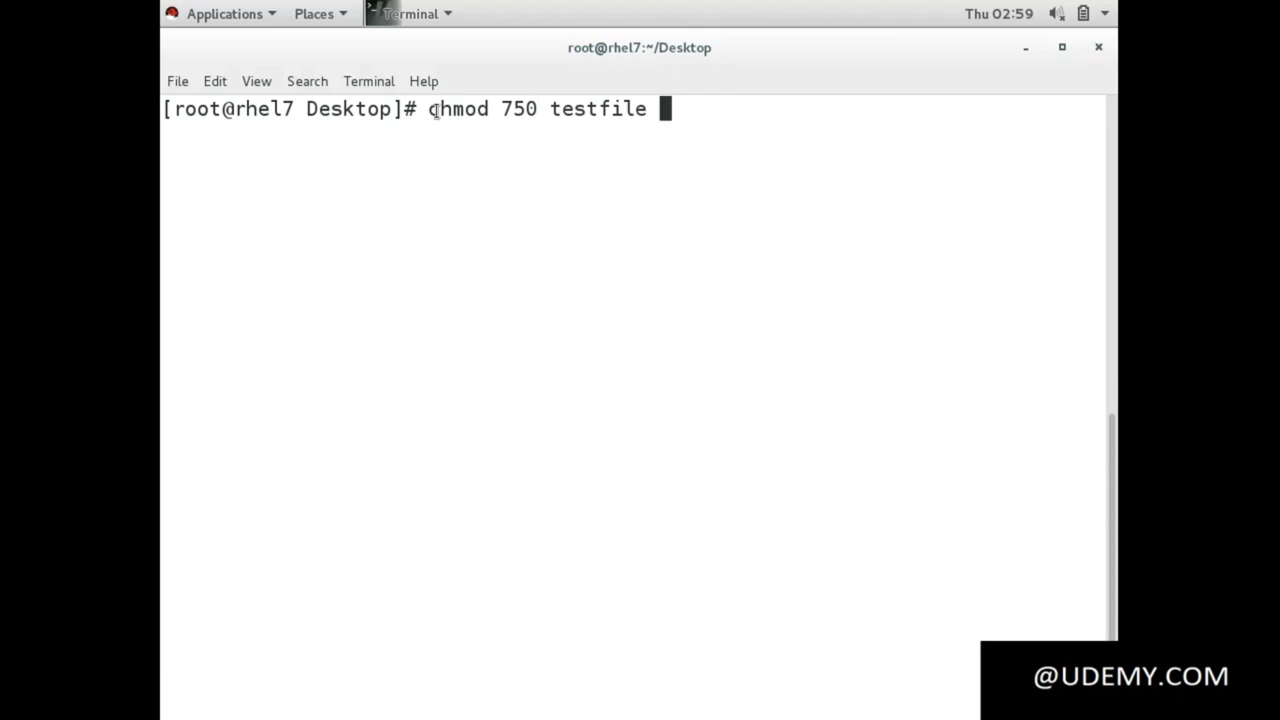 Applications Places Terminal Thu 02:59
root@rhel7:~/Desktop
File Edit View Search Terminal Help
[root@rhel7 Desktop]# chmod 750 testfile
@UDEMY.COM